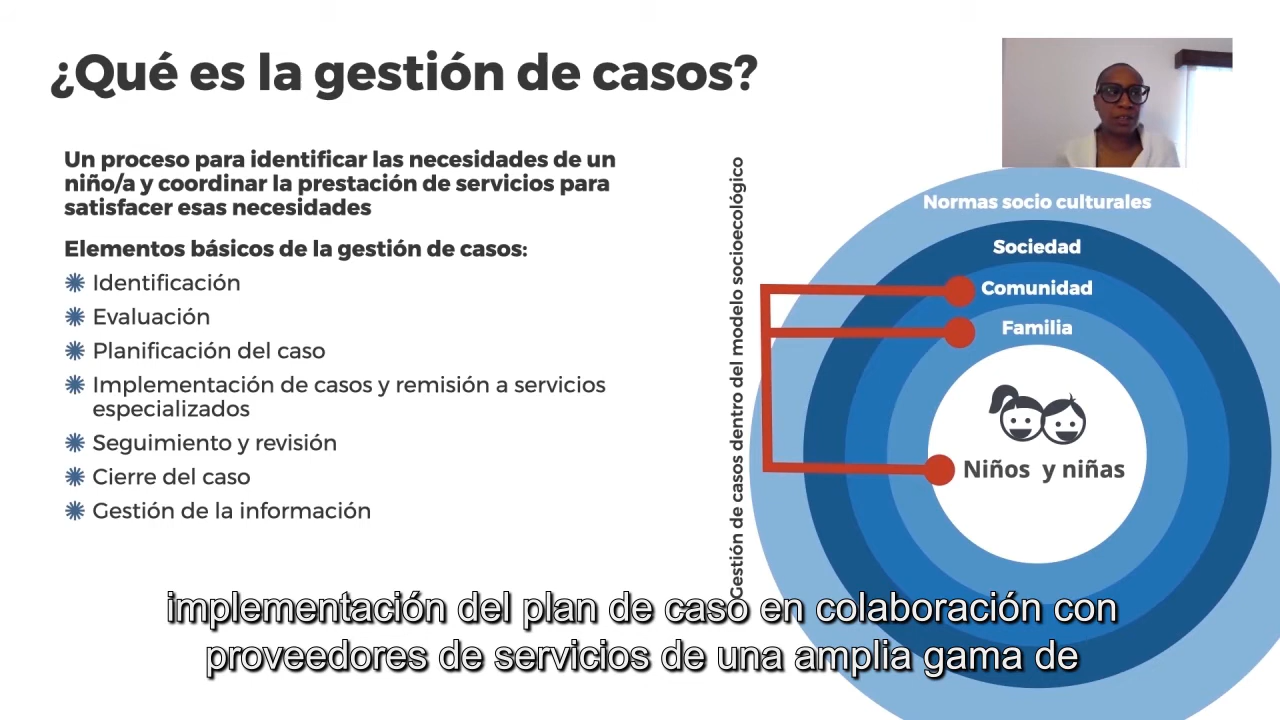 ¿Qué es la gestión de casos?
Un proceso para identificar las necesidades de un
niño/a y coordinar la prestación de servicios para
satisfacer esas necesidades
Elementos básicos de la gestión de casos:
Identificación
Evaluación
Planificación del caso
Implementación de casos y remisión a servicios
especializados
Seguimiento y revisión
Cierre del caso
Gestión de la información
Gestión de casos dentro del modelo socioecológico
Normas socio culturales
Sociedad
Comunidad
Familia
Niños y niñas
implementación del plan de caso en colaboración con
proveedores de servicios de una amplia gama de